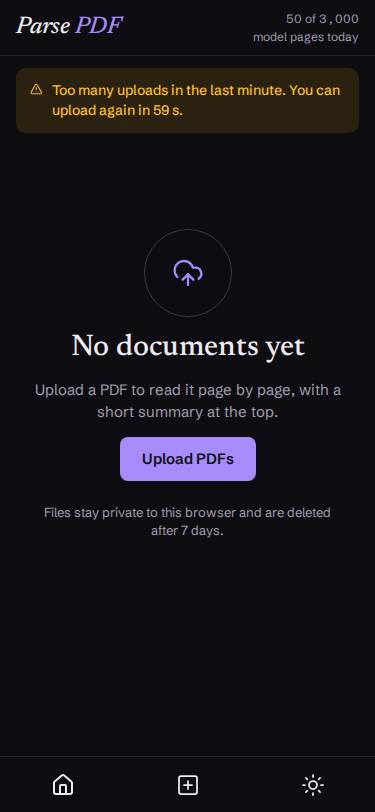 Parse PDF
50 of 3,000
model pages today
Too many uploads in the last minute. You can
upload again in 59 s.
No documents yet
Upload a PDF to read it page by page, with a
short summary at the top.
Upload PDFs
Files stay private to this browser and are deleted
after 7 days.